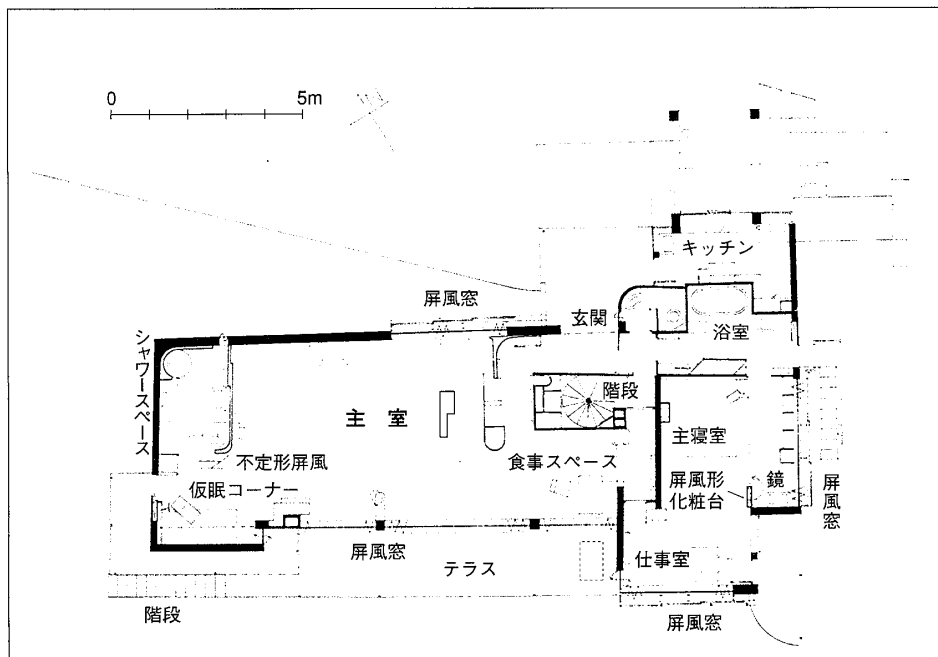 0 5m
キッチン
屏風窓
玄関
浴室
シャワースペース
階段
主 室
主寝室
不定形屏風
食事スペース
屏風形
化粧台
鏡
屏風窓
仮眠コーナー
屏風窓
仕事室
テラス
階段
屏風窓